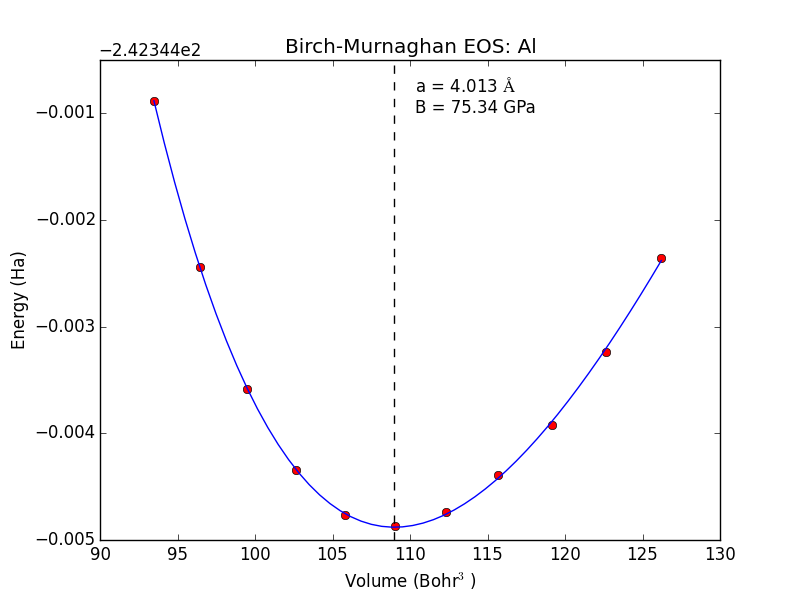 Birch-Murnaghan EOS: Al
−2.42344e2
a = 4.013 Å
B = 75.34 GPa
−0.001
−0.002
−0.003
−0.004
−0.005
Energy (Ha)
90 95 100 105 110 115 120 125 130
Volume (Bohr³ )